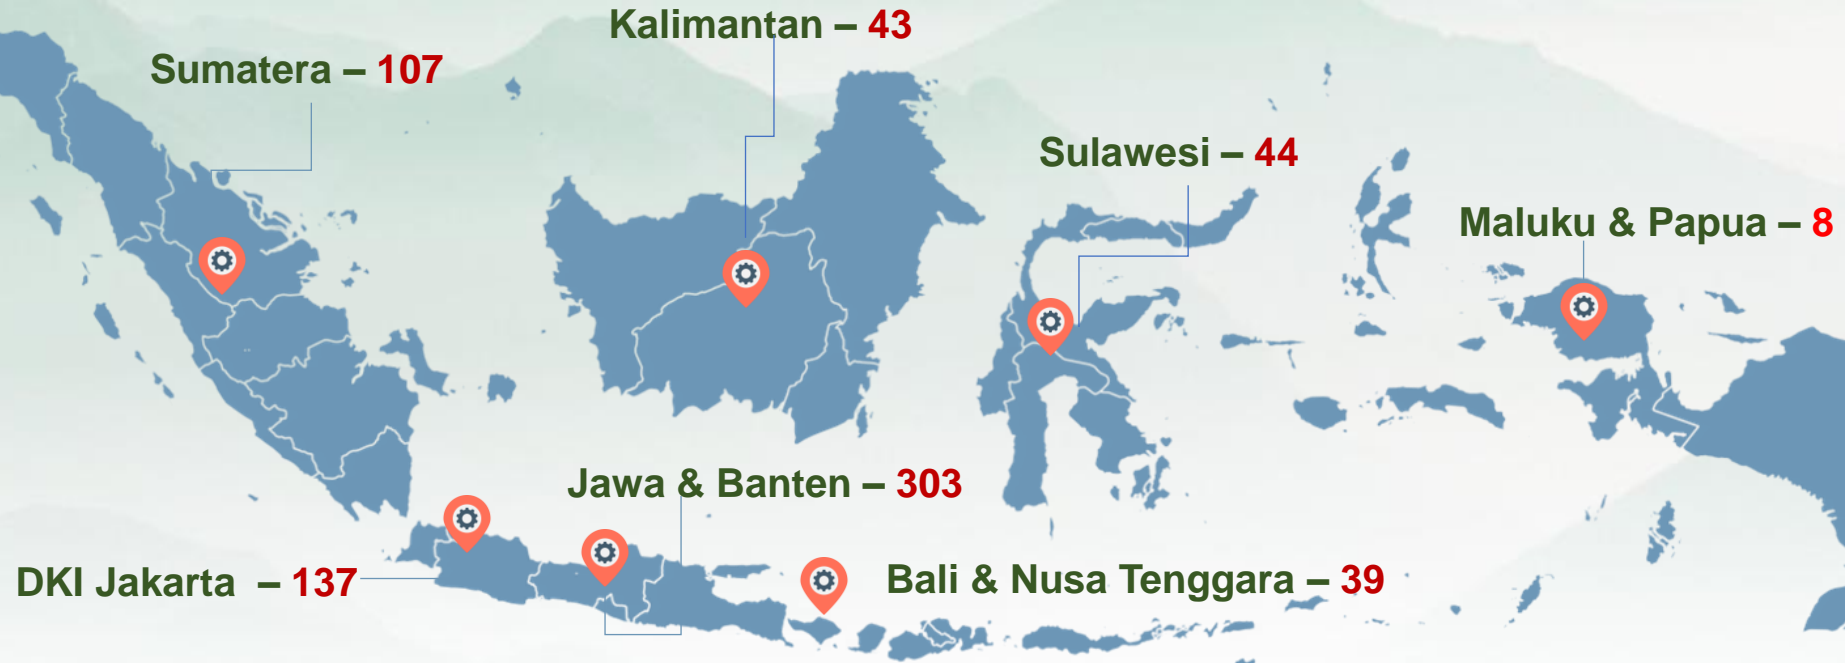 Kalimantan – 43
Sumatera – 107
Sulawesi – 44
Maluku & Papua – 8
Jawa & Banten – 303
DKI Jakarta – 137
Bali & Nusa Tenggara – 39